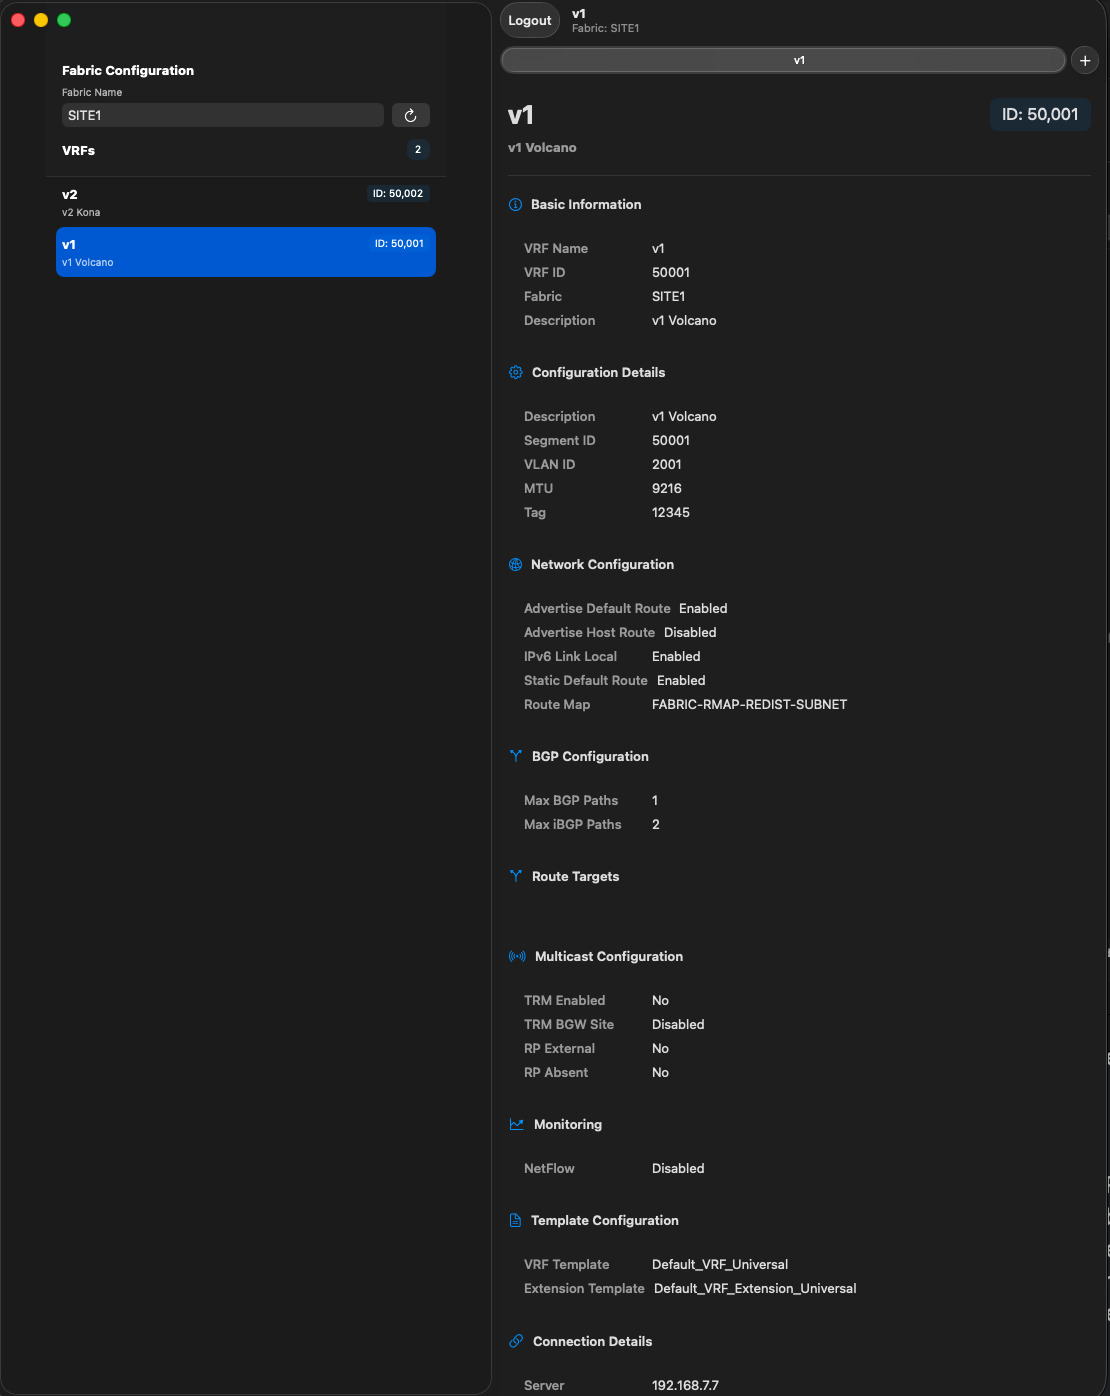 Fabric Configuration
Fabric Name
SITE1
VRFs
2
v2
ID: 50,002
v2 Kona
v1
ID: 50,001
v1 Volcano
Logout
v1
Fabric: SITE1
v1
+
v1
ID: 50,001
v1 Volcano
Basic Information
VRF Name v1
VRF ID 50001
Fabric SITE1
Description v1 Volcano
Configuration Details
Description v1 Volcano
Segment ID 50001
VLAN ID 2001
MTU 9216
Tag 12345
Network Configuration
Advertise Default Route Enabled
Advertise Host Route Disabled
IPv6 Link Local Enabled
Static Default Route Enabled
Route Map FABRIC-RMAP-REDIST-SUBNET
BGP Configuration
Max BGP Paths 1
Max iBGP Paths 2
Route Targets
Multicast Configuration
TRM Enabled No
TRM BGW Site Disabled
RP External No
RP Absent No
Monitoring
NetFlow Disabled
Template Configuration
VRF Template Default_VRF_Universal
Extension Template Default_VRF_Extension_Universal
Connection Details
Server 192.168.7.7